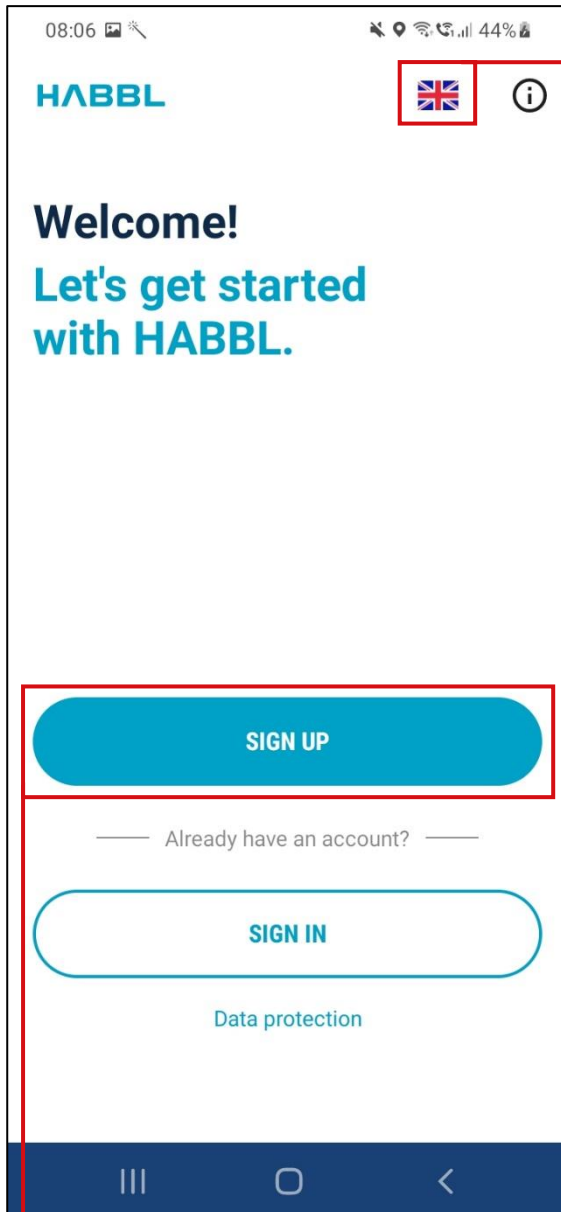 08:06 44%
HABBL
Welcome!
Let's get started
with HABBL.
SIGN UP
Already have an account?
SIGN IN
Data protection